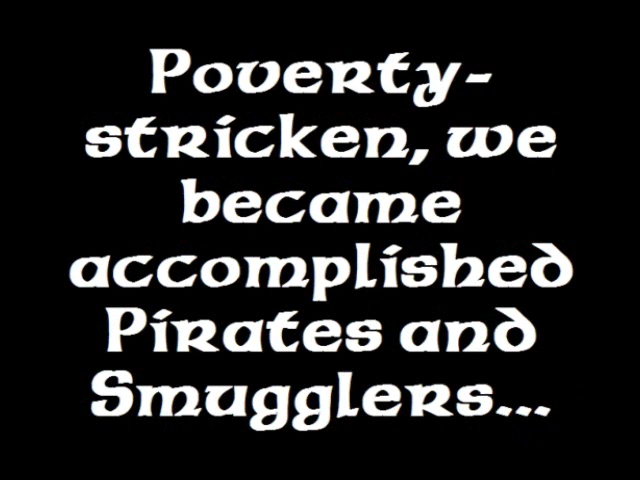 Poverty-
stricken, we
became
accomplished
Pirates and
Smugglers...